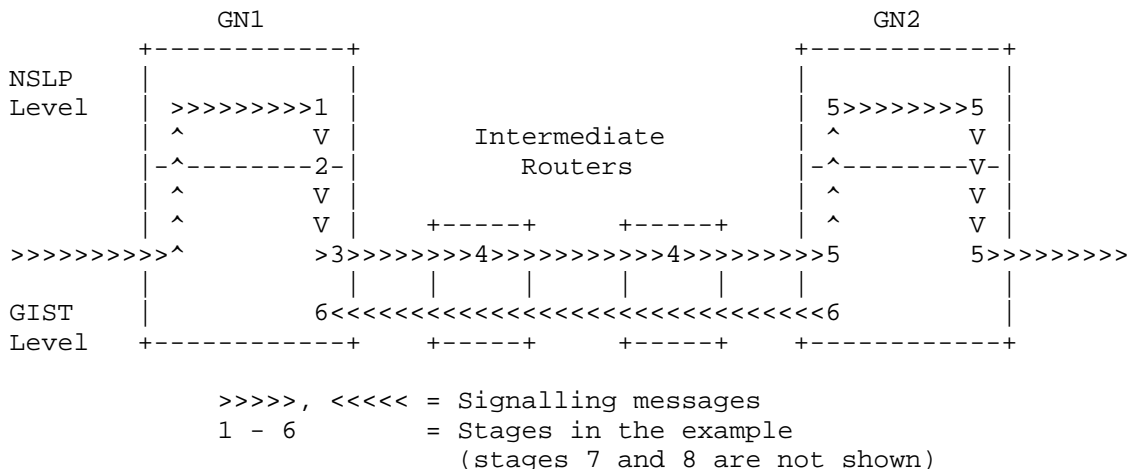 GN1                                            GN2
            +------------+                                 +------------+
NSLP        |            |                                 |            |
Level       | >>>>>>>>>1 |                                 | 5>>>>>>>>5 |
            | ^        V |         Intermediate            | ^        V |
            |-^--------2-|            Routers              |-^--------V-|
            | ^        V |                                 | ^        V |
            | ^        V |     +-----+     +-----+         | ^        V |
>>>>>>>>>>^         >3>>>>>>>>4>>>>>>>>>>>4>>>>>>>>>5        5>>>>>>>>>
            |            |     |     |     |     |         |            |
GIST        |          6<<<<<<<<<<<<<<<<<<<<<<<<<<<<<<<6            |
Level       +------------+     +-----+     +-----+         +------------+
>>>>>, <<<<< = Signalling messages
1 - 6        = Stages in the example
               (stages 7 and 8 are not shown)